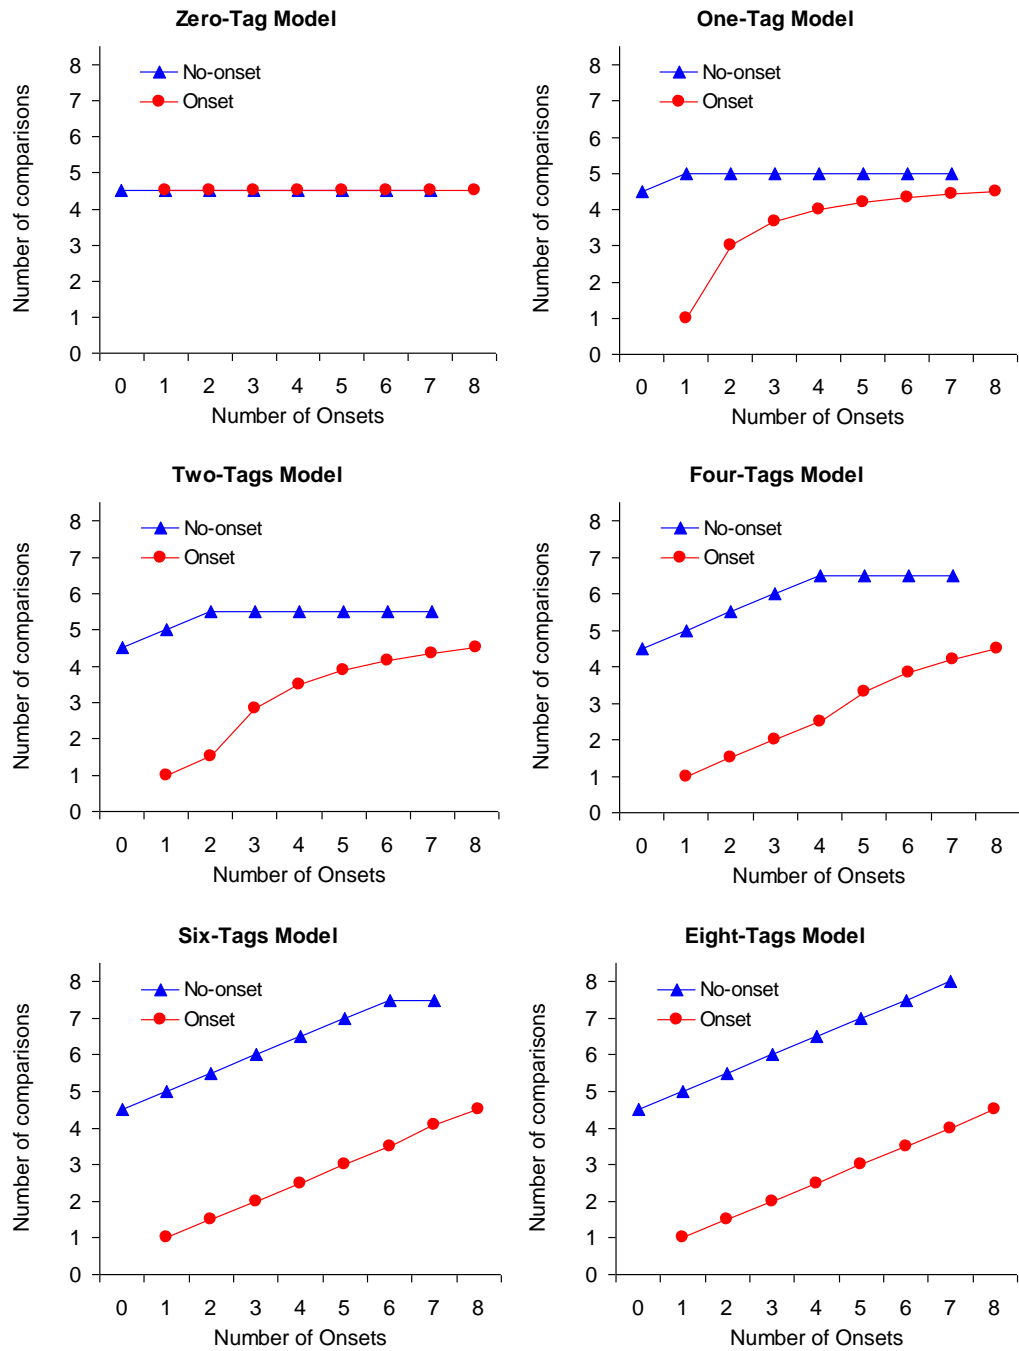 Zero-Tag Model
Number of comparisons
8
7
6
5
4
3
2
1
0
No-onset
Onset
0 1 2 3 4 5 6 7 8
Number of Onsets
One-Tag Model
Number of comparisons
8
7
6
5
4
3
2
1
0
No-onset
Onset
0 1 2 3 4 5 6 7 8
Number of Onsets
Two-Tags Model
Number of comparisons
8
7
6
5
4
3
2
1
0
No-onset
Onset
0 1 2 3 4 5 6 7 8
Number of Onsets
Four-Tags Model
Number of comparisons
8
7
6
5
4
3
2
1
0
No-onset
Onset
0 1 2 3 4 5 6 7 8
Number of Onsets
Six-Tags Model
Number of comparisons
8
7
6
5
4
3
2
1
0
No-onset
Onset
0 1 2 3 4 5 6 7 8
Number of Onsets
Eight-Tags Model
Number of comparisons
8
7
6
5
4
3
2
1
0
No-onset
Onset
0 1 2 3 4 5 6 7 8
Number of Onsets